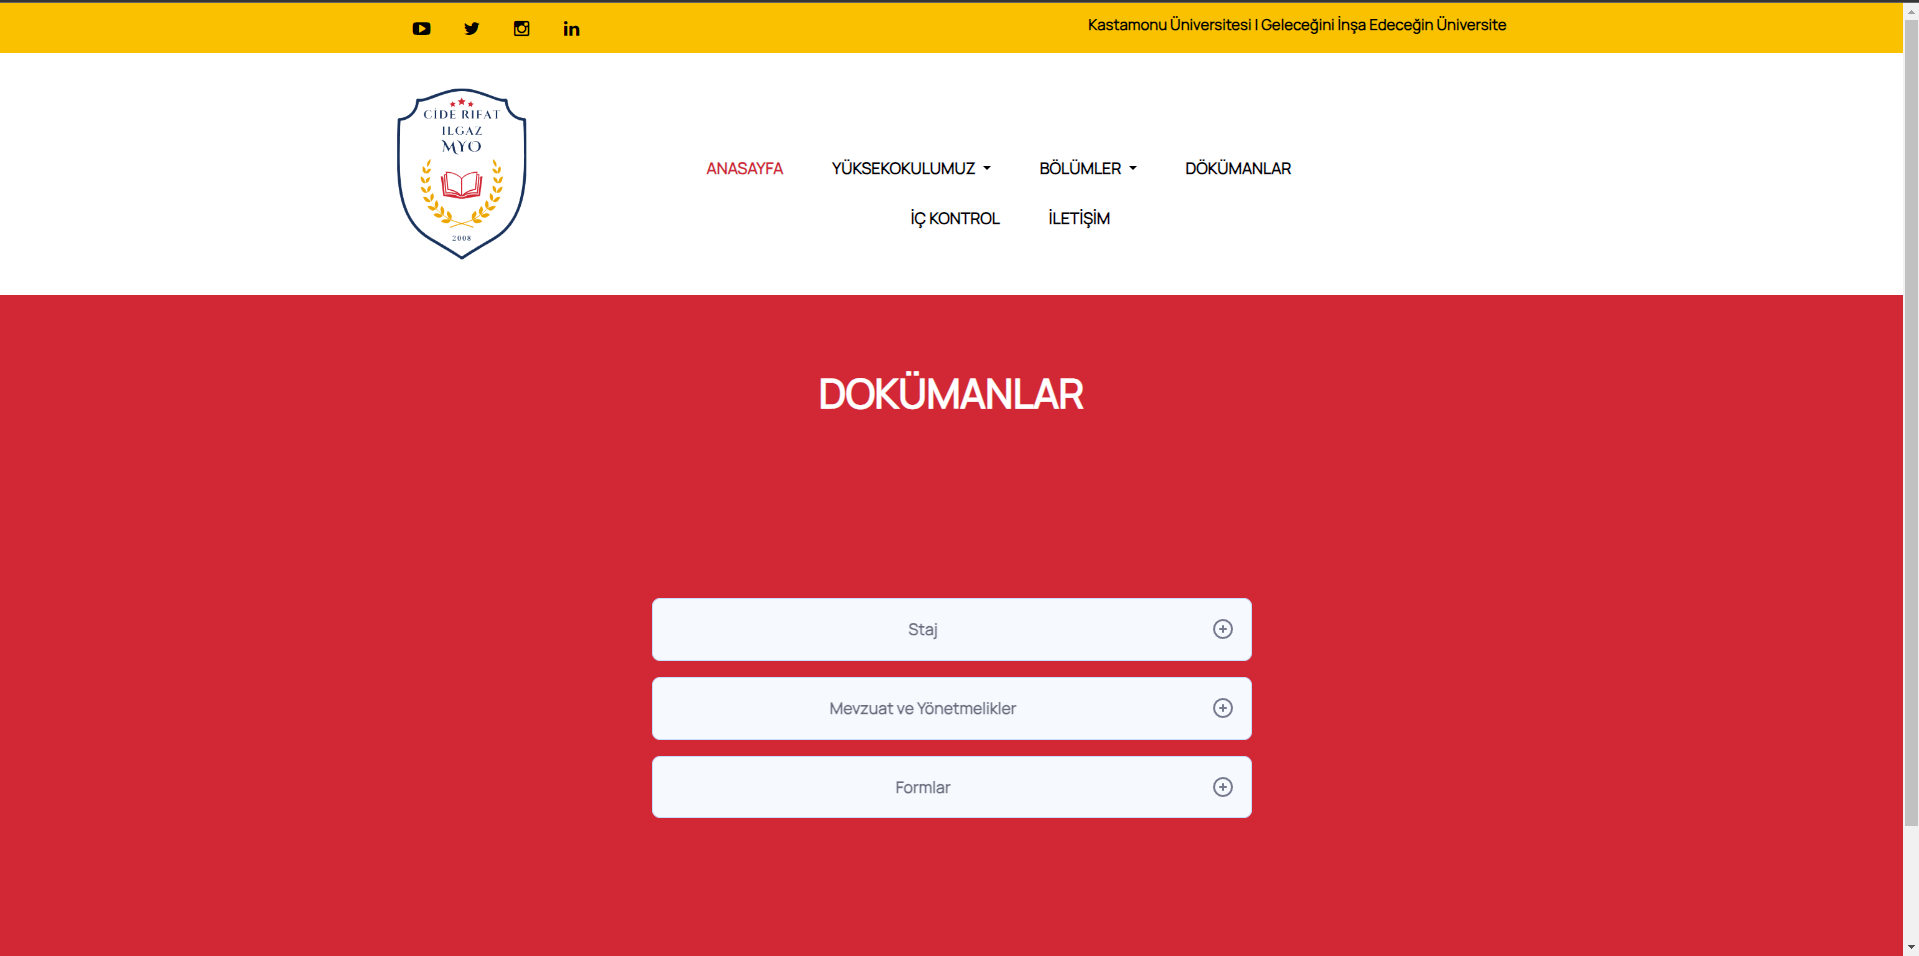 Kastamonu Üniversitesi | Geleceğini İnşa Edeceğin Üniversite
CİDE RIFAT
ILGAZ
MYO
2008
ANASAYFA YÜKSEKOKULUMUZ BÖLÜMLER DÖKÜMANLAR
İÇ KONTROL İLETİŞİM
DOKÜMANLAR
Staj
Mevzuat ve Yönetmelikler
Formlar